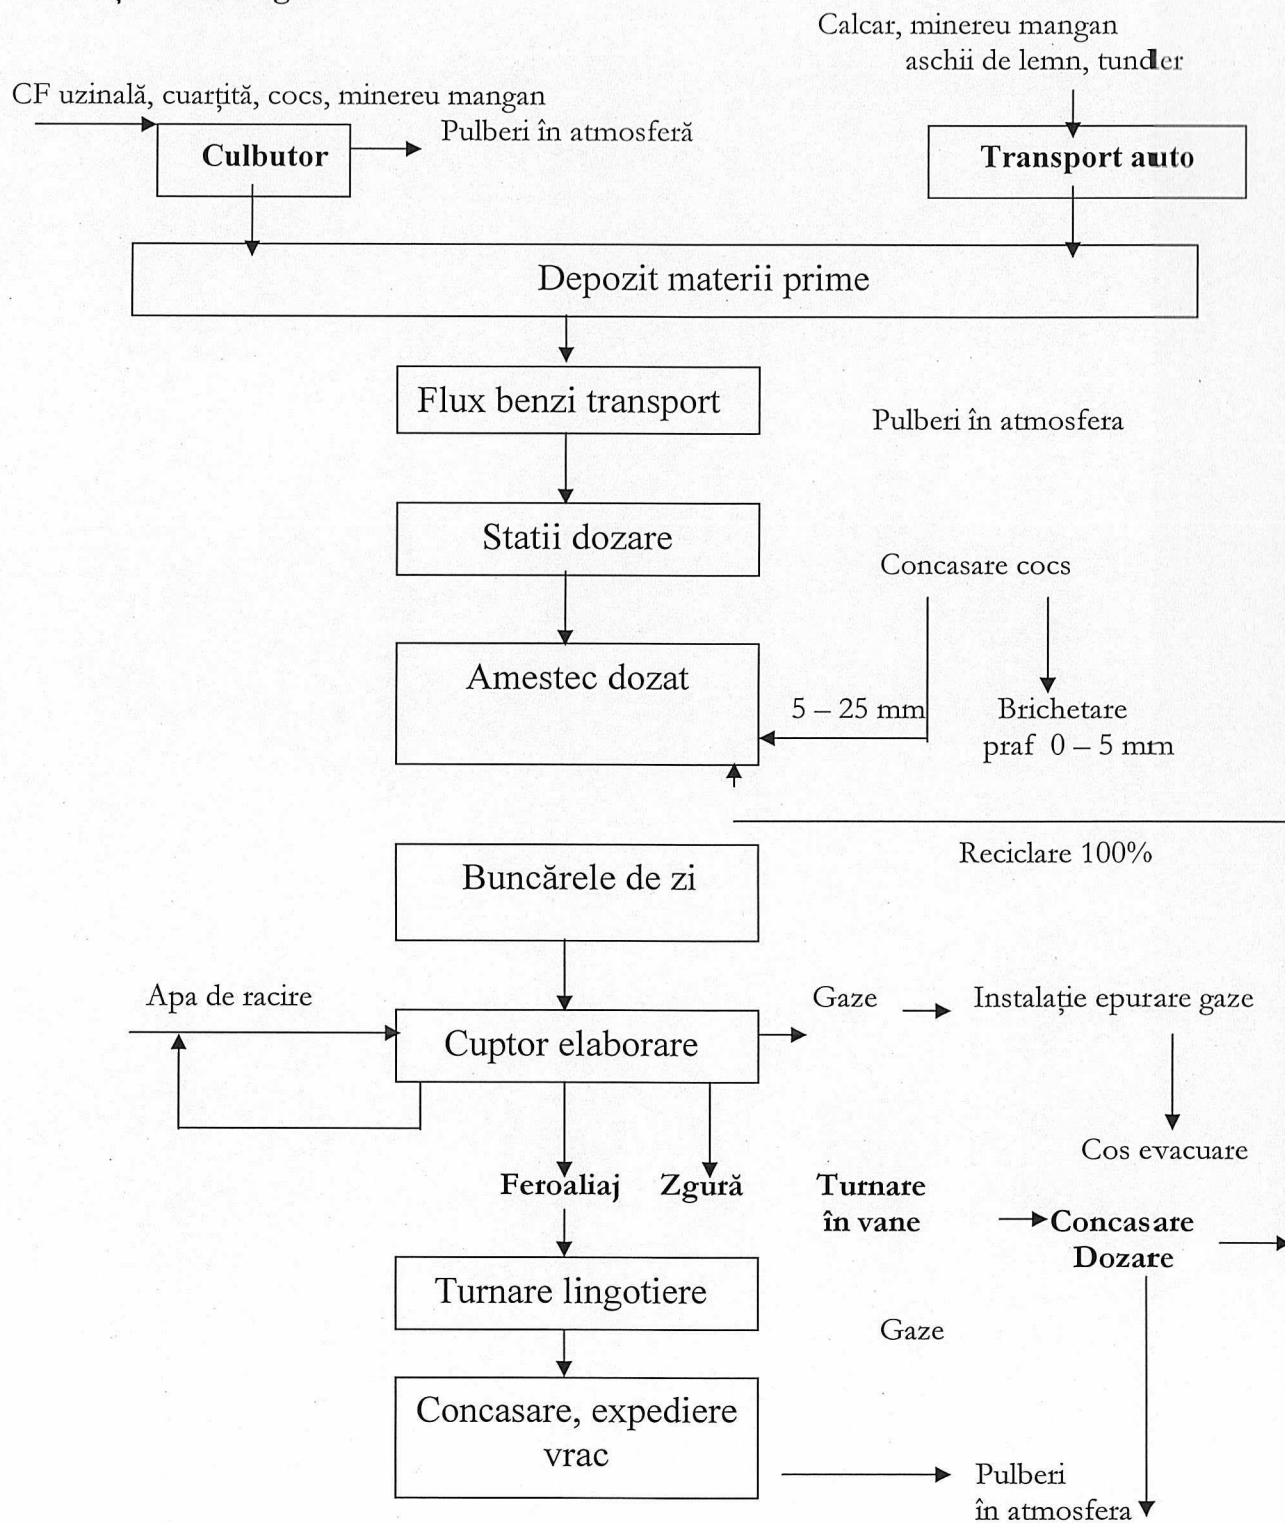 Calcar, minereu mangan
aschii de lemn, tundler
CF uzinală, cuarțită, cocs, minereu mangan
Pulberi în atmosferă
Culbutor
Transport auto
Depozit materii prime
Flux benzi transport
Pulberi în atmosfera
Statii dozare
Concasare cocs
Amestec dozat
5 – 25 mm
Brichetare
praf 0 – 5 mm
Reciclare 100%
Buncărele de zi
Apa de racire
Gaze
Instalație epurare gaze
Cuptor elaborare
Cos evacuare
Feroaliaj
Zgură
Turnare
în vane
Concasare
Dozare
Turnare lingotiere
Gaze
Concasare, expediere
vrac
Pulberi
în atmosfera